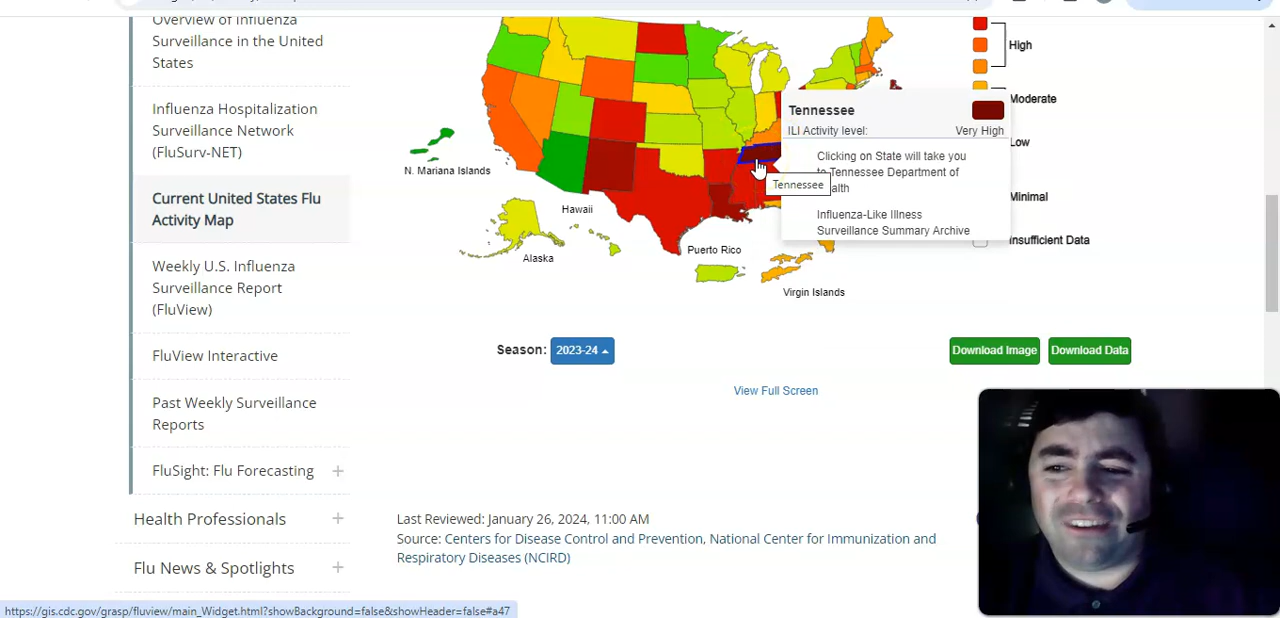 Overview of Influenza
Surveillance in the United
States
Influenza Hospitalization
Surveillance Network
(FluSurv-NET)
Current United States Flu
Activity Map
Weekly U.S. Influenza
Surveillance Report
(FluView)
FluView Interactive
Past Weekly Surveillance
Reports
FluSight: Flu Forecasting +
Health Professionals +
Flu News & Spotlights +
N. Mariana Islands
Hawaii
Alaska
Puerto Rico
Virgin Islands
Tennessee
ILI Activity level: Very High
Clicking on State will take you
to Tennessee Department of
Tennessee
Influenza-Like Illness
Surveillance Summary Archive
High
Moderate
Low
Minimal
Insufficient Data
Season: 2023-24
Download Image
Download Data
View Full Screen
Last Reviewed: January 26, 2024, 11:00 AM
Source: Centers for Disease Control and Prevention, National Center for Immunization and
Respiratory Diseases (NCIRD)
https://gis.cdc.gov/grasp/fluview/main_Widget.html?showBackground=false&showHeader=false#a47